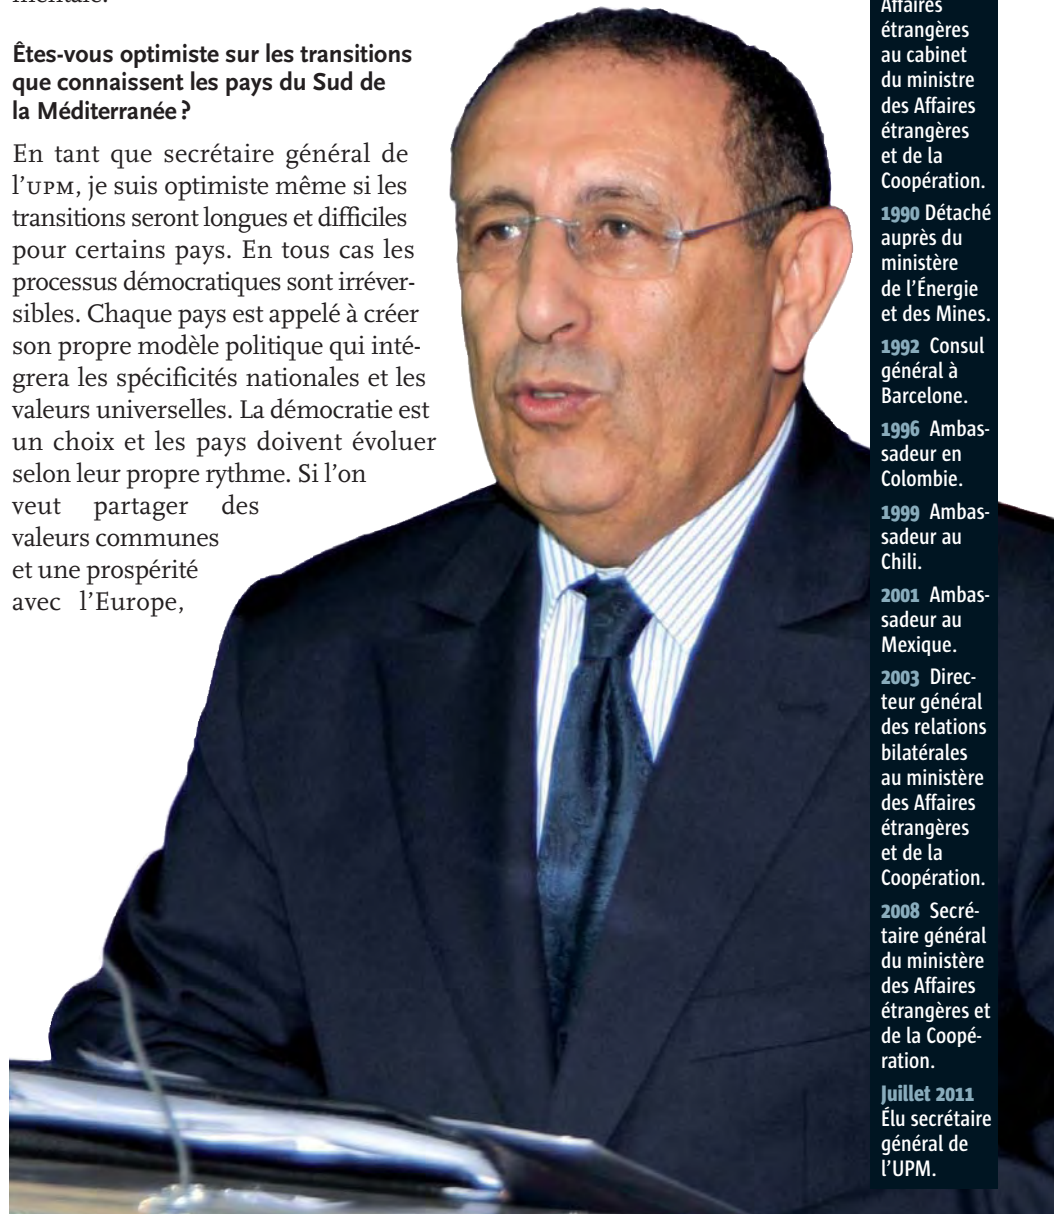 mentale.
Êtes-vous optimiste sur les transitions
que connaissent les pays du Sud de
la Méditerranée ?
En tant que secrétaire général de
l’UPM, je suis optimiste même si les
transitions seront longues et difficiles
pour certains pays. En tous cas les
processus démocratiques sont irréver-
sibles. Chaque pays est appelé à créer
son propre modèle politique qui inté-
grera les spécificités nationales et les
valeurs universelles. La démocratie est
un choix et les pays doivent évoluer
selon leur propre rythme. Si l’on
veut partager des
valeurs communes
et une prospérité
avec l’Europe,
Affaires
étrangères
au cabinet
du ministre
des Affaires
étrangères
et de la
Coopération.
1990 Détaché
auprès du
ministère
de l’Énergie
et des Mines.
1992 Consul
général à
Barcelone.
1996 Ambas-
sadeur en
Colombie.
1999 Ambas-
sadeur au
Chili.
2001 Ambas-
sadeur au
Mexique.
2003 Direc-
teur général
des relations
bilatérales
au ministère
des Affaires
étrangères
et de la
Coopération.
2008 Secré-
taire général
du ministère
des Affaires
étrangères et
de la Coopé-
ration.
Juillet 2011
Élu secrétaire
général de
l’UPM.